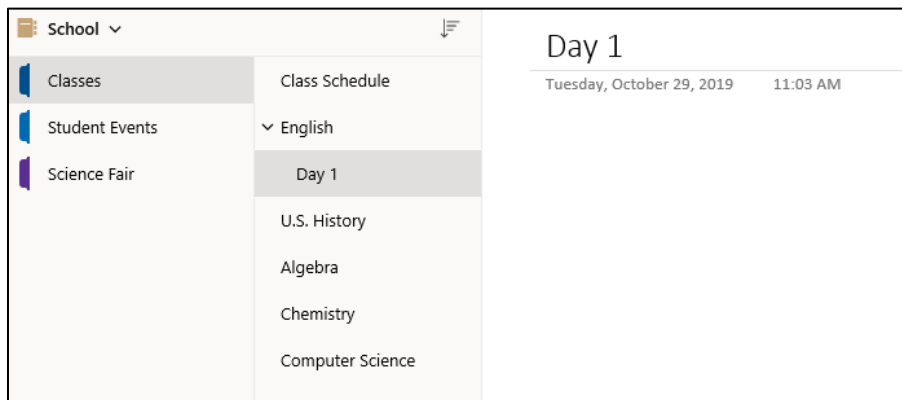 School
Classes
Student Events
Science Fair
Class Schedule
English
Day 1
U.S. History
Algebra
Chemistry
Computer Science
Day 1
Tuesday, October 29, 2019 11:03 AM